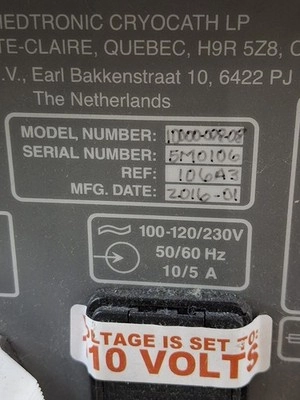 MEDTRONIC CRYOCATH LP
TE-CLAIRE, QUEBEC, H9R 5Z8, C
.V., Earl Bakkenstraat 10, 6422 PJ
The Netherlands
MODEL NUMBER:
SERIAL NUMBER: 5M0106
REF: 106A3
MFG. DATE: 2016-01
100-120/230V
50/60 Hz
10/5 A
LTAGE IS SET TO:
110 VOLTS